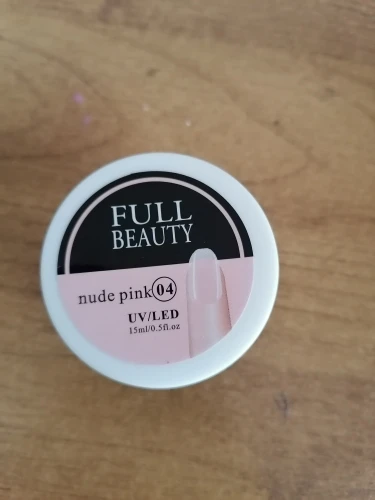 FULL
BEAUTY
nude pink 04
UV/LED
15ml/0.5fl.oz